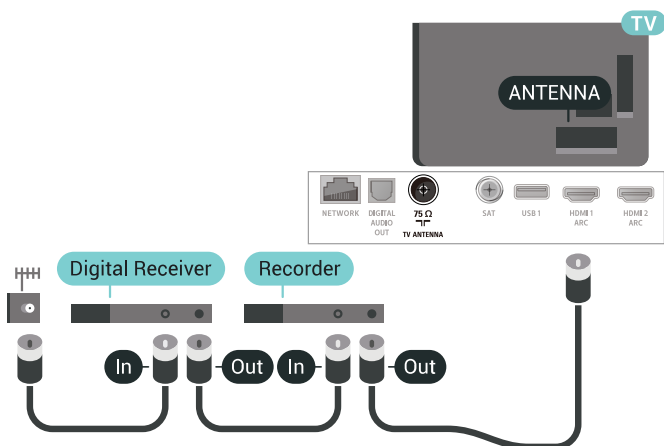 TV
ANTENNA
NETWORK
DIGITAL
AUDIO
OUT
75 Ω
TV ANTENNA
SAT
USB 1
HDMI 1
ARC
HDMI 2
ARC
Digital Receiver
Recorder
In
Out
In
Out